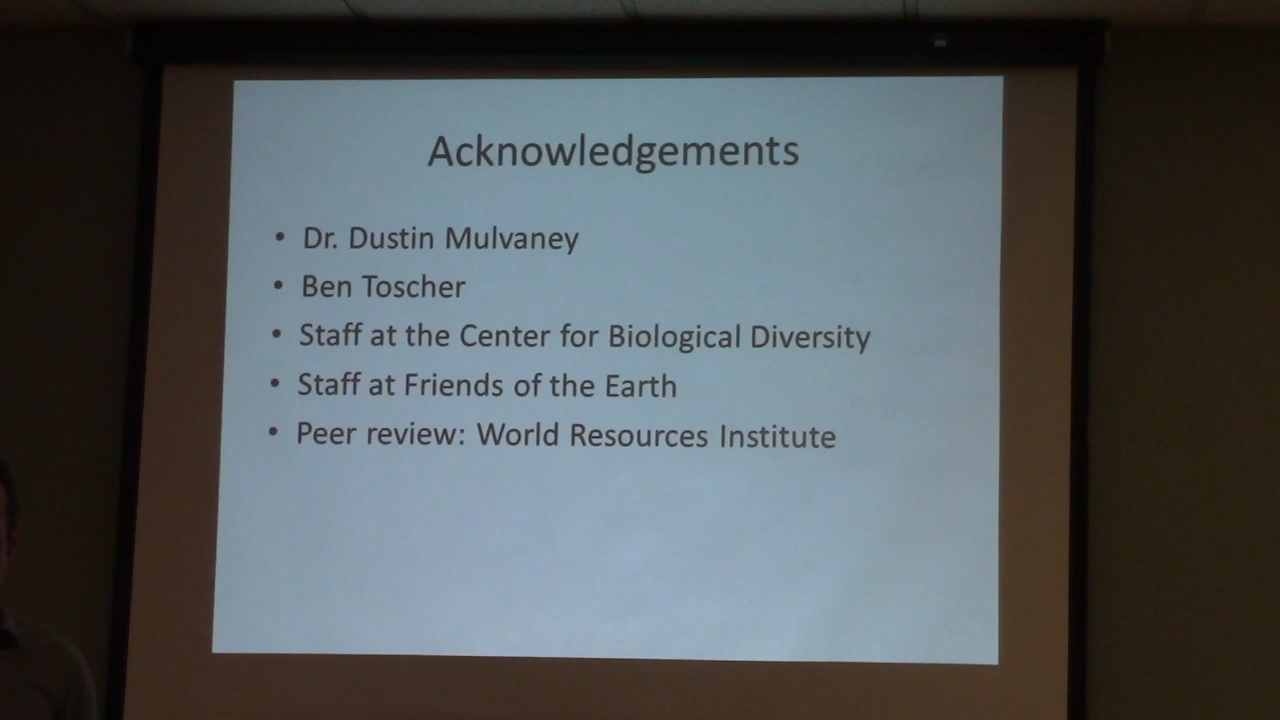 Acknowledgements
• Dr. Dustin Mulvaney
• Ben Toscher
• Staff at the Center for Biological Diversity
• Staff at Friends of the Earth
• Peer review: World Resources Institute